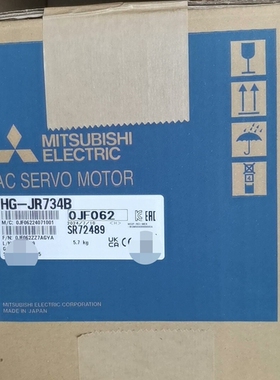 MITSUBISHI
ELECTRIC
AC SERVO MOTOR
HG-JR734B
0JF062
SR72489
5.7 kg
MITSUBISHI ELECTRIC CORPORATION
MADE IN JAPAN